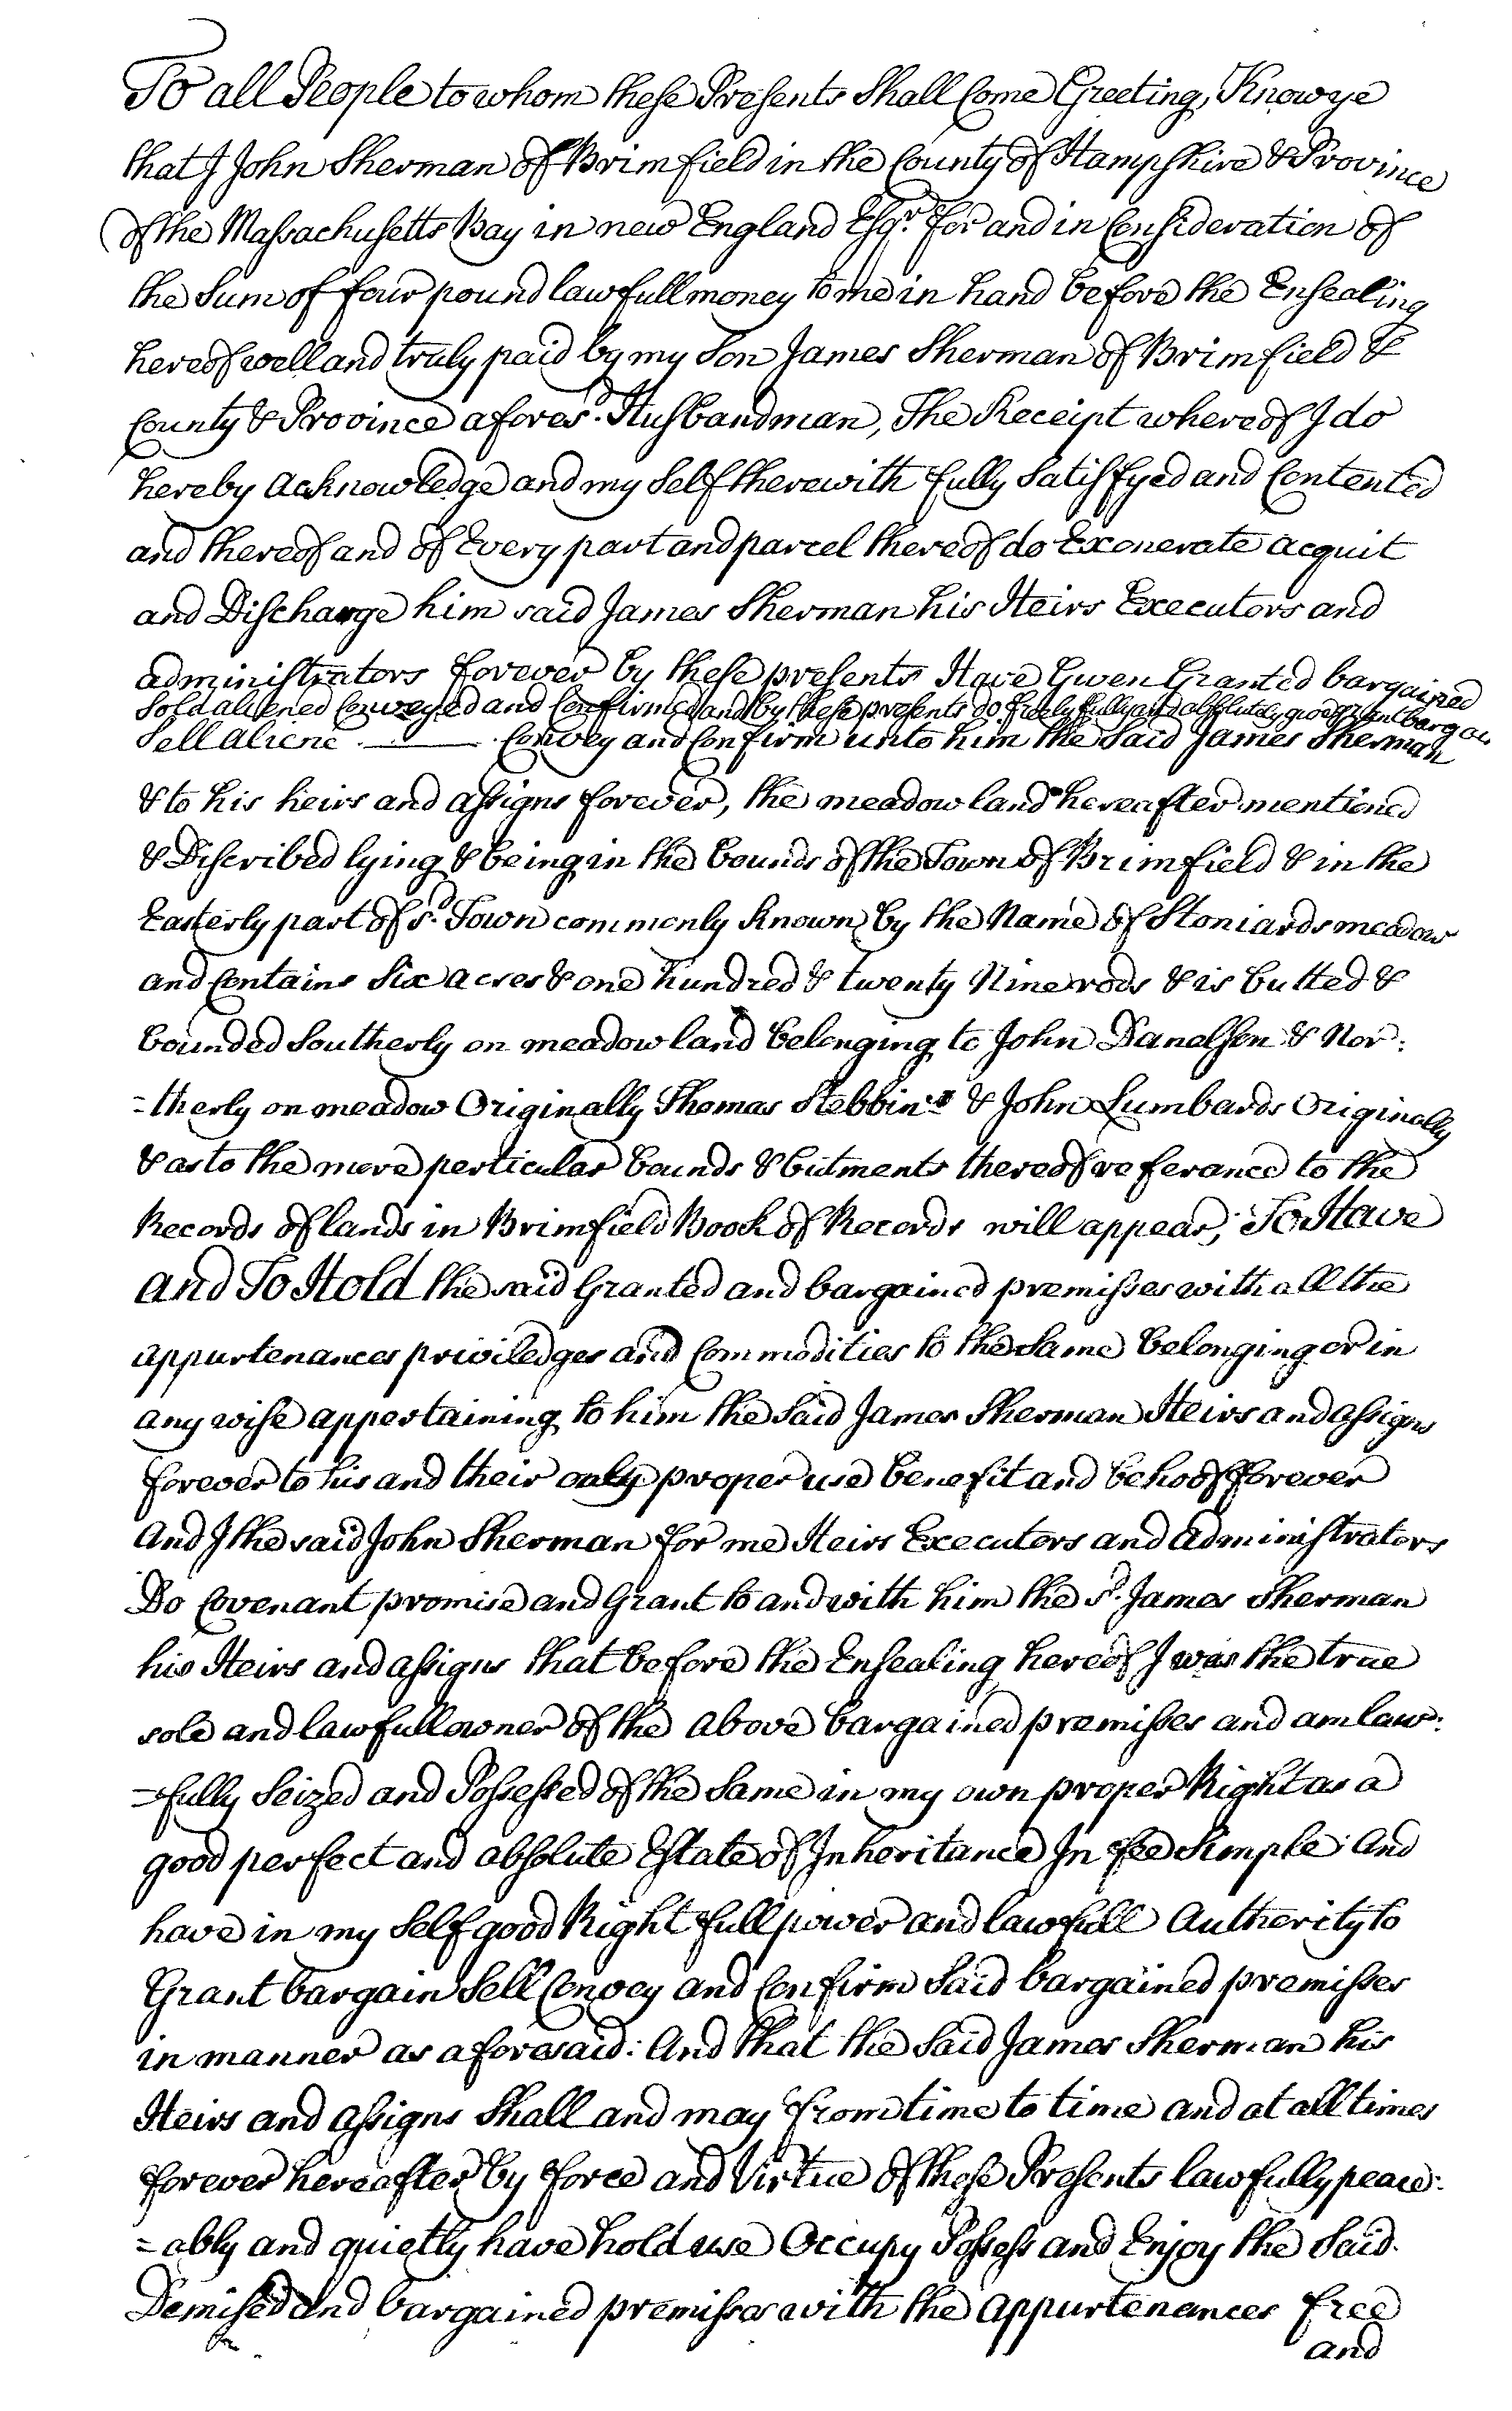 To all People to whom these Presents Shall Come Greeting, Know ye
that I John Sherman of Brimfield in the County of Hampshire & Province
of the Massachusetts Bay in new England Esqr. for and in Consideration of
the Sum of four pound lawfull money to me in hand before the Ensealing
hereof well and truly paid by my Son James Sherman of Brimfield &
County & Province afores.d Husbandman, The Receipt whereof I do
hereby Acknowledge and my Self therewith fully Satisfyed and Contented
and thereof and of Every part and parcel thereof do Exonerate acquit
and Discharge him said James Sherman his Heirs Executors and
administrators forever by these presents Have Given Granted bargained
Sold aliened Conveyed and Confirmed and by these presents do freely fully and absolutely give grant bargain
Sell Aliene Convey and Confirm unto him the Said James Sherman
& to his heirs and assigns forever, the meadow land hereafter mentioned
& Discribed lying & being in the bounds of the Town of Brimfield & in the
Easterly part of s.d Town commonly known by the Name of Stoniards meadow
and Contains Six acres & one hundred & twenty Nine rods & is butted &
bounded Southerly on meadow land belonging to John Danelson & Nor:
=therly on meadow Originally Thomas Stebbins & John Lumbards Originally
& as to the more perticular bounds & butments thereof referance to the
Records of lands in Brimfield Book of Records will appear; To Have
and To Hold the said Granted and bargained premisses with all the
appurtenances priviledges and Commodities to the Same belonging or in
any wise appertaining to him the Said James Sherman Heirs and assigns
forever to his and their only proper use benefit and behoof forever
And I the said John Sherman for me Heirs Executors and administrators
Do Covenant promise and Grant to and with him the s.d James Sherman
his Heirs and assigns that before the Ensealing hereof I was the true
sole and lawfull owner of the above bargained premisses and am law:
=fully Seized and Possessed of the Same in my own proper Right as a
good perfect and absolute Estate of Inheritance In fee Simple: And
have in my Self good Right full power and lawfull Authority to
Grant bargain Sell Convey and Confirm Said bargained premisses
in manner as aforesaid: And that the Said James Sherman his
Heirs and assigns Shall and may from time to time and at all times
forever hereafter by force and Virtue of these Presents lawfully peace:
=ably and quietly have hold use Occupy Possess and Enjoy the Said
Demised and bargained premisses with the appurtenances free
and